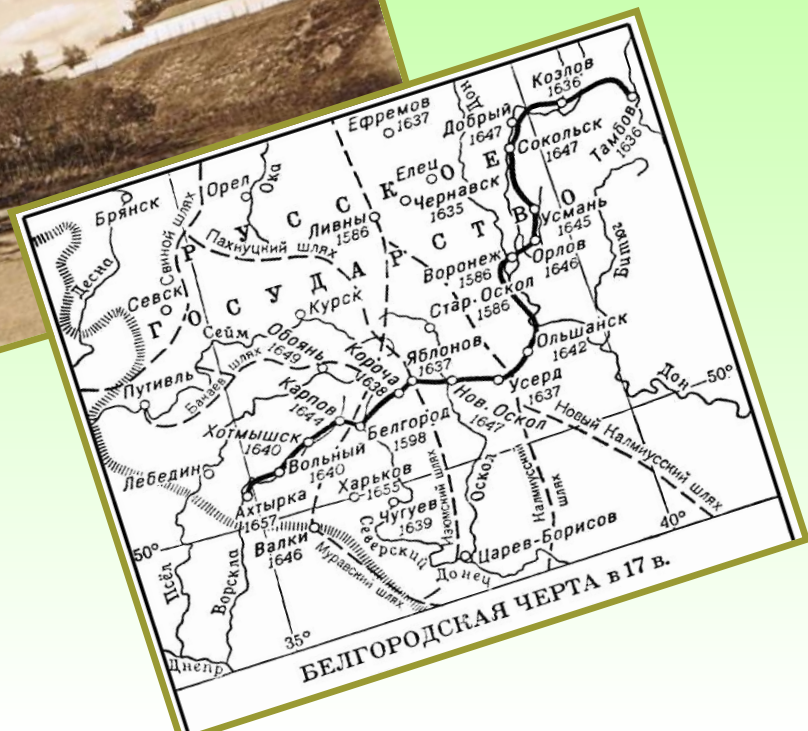 Козлов
1636
Дон
Ефремов
1637
Добрый
1647
Сокольск
1647
Тамбов
1636
Елец
Орел
Ока
Брянск
Чернавск
1635
Ливны
1586
Усмань
1645
РУССКОЕ
ГОСУДАРСТВО
Свиной шлях
Пахнуцкий шлях
Десна
Воронеж
1586
Орлов
1646
Битюг
Севск
Курск
Стар. Оскол
1586
Сейм
Обоянь
1649
Короча
1638
Яблонов
1637
Ольшанск
1642
Дон
50°
Путивль
Бакаев шлях
Карпов
1644
Усерд
1637
Нов. Оскол
1647
Новый Калмиусский шлях
Хотмышск
1640
Белгород
1598
Вольный
1640
Лебедин
Харьков
1655
Оскол
Изюмский шлях
Калмиусский шлях
Ахтырка
1657
Чугуев
1639
40°
Валки
1646
Северский
Донец
Царев-Борисов
50°
Псёл
Ворскла
Муравский шлях
35°
Днепр
БЕЛГОРОДСКАЯ ЧЕРТА в 17 в.